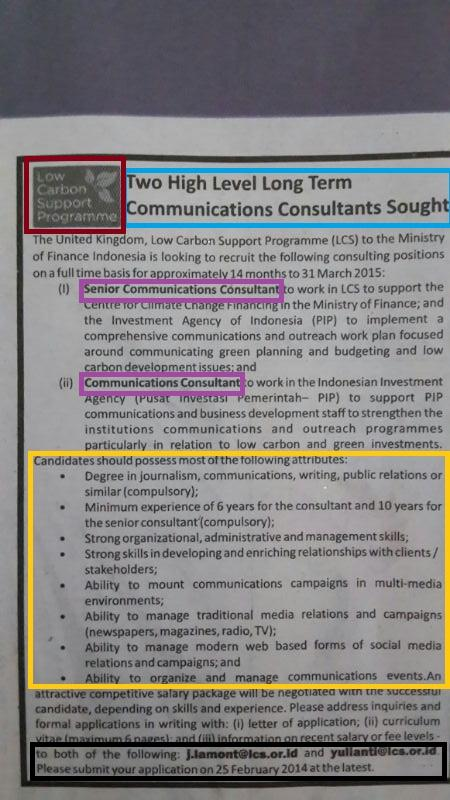 Low
Carbon
Support
Programme
Two High Level Long Term
Communications Consultants Sought
The United Kingdom, Low Carbon Support Programme (LCS) to the Ministry
of Finance Indonesia is looking to recruit the following consulting positions
on a full time basis for approximately 14 months to 31 March 2015:
(I) Senior Communications Consultant to work in LCS to support the
Centre for Climate Change Financing in the Ministry of Finance; and
the Investment Agency of Indonesia (PIP) to implement a
comprehensive communications and outreach work plan focused
around communicating green planning and budgeting and low
carbon development issues; and
(ii) Communications Consultant to work in the Indonesian Investment
Agency (Pusat Investasi Pemerintah– PIP) to support PIP
communications and business development staff to strengthen the
institutions communications and outreach programmes
particularly in relation to low carbon and green investments.
Candidates should possess most of the following attributes:
• Degree in journalism, communications, writing, public relations or
similar (compulsory);
• Minimum experience of 6 years for the consultant and 10 years for
the senior consultant (compulsory);
• Strong organizational, administrative and management skills;
• Strong skills in developing and enriching relationships with clients /
stakeholders;
• Ability to mount communications campaigns in multi-media
environments;
• Ability to manage traditional media relations and campaigns
(newspapers, magazines, radio, TV);
• Ability to manage modern web based forms of social media
relations and campaigns; and
• Ability to organize and manage communications events.An
attractive competitive salary package will be negotiated with the successful
candidate, depending on skills and experience. Please address inquiries and
formal applications in writing with: (i) letter of application; (ii) curriculum
vitae (maximum 6 pages); and (iii) information on recent salary or fee levels -
to both of the following: j.lamont@lcs.or.id and yulianti@lcs.or.id
Please submit your application on 25 February 2014 at the latest.